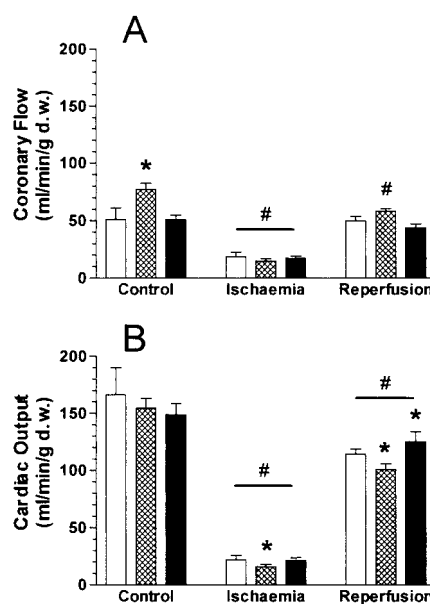 A
Coronary Flow
(ml/min/g d.w.)
200
150
100
50
0
*
#
#
Control
Ischaemia
Reperfusion
B
Cardiac Output
(ml/min/g d.w.)
200
150
100
50
0
#
*
#
*
*
Control
Ischaemia
Reperfusion